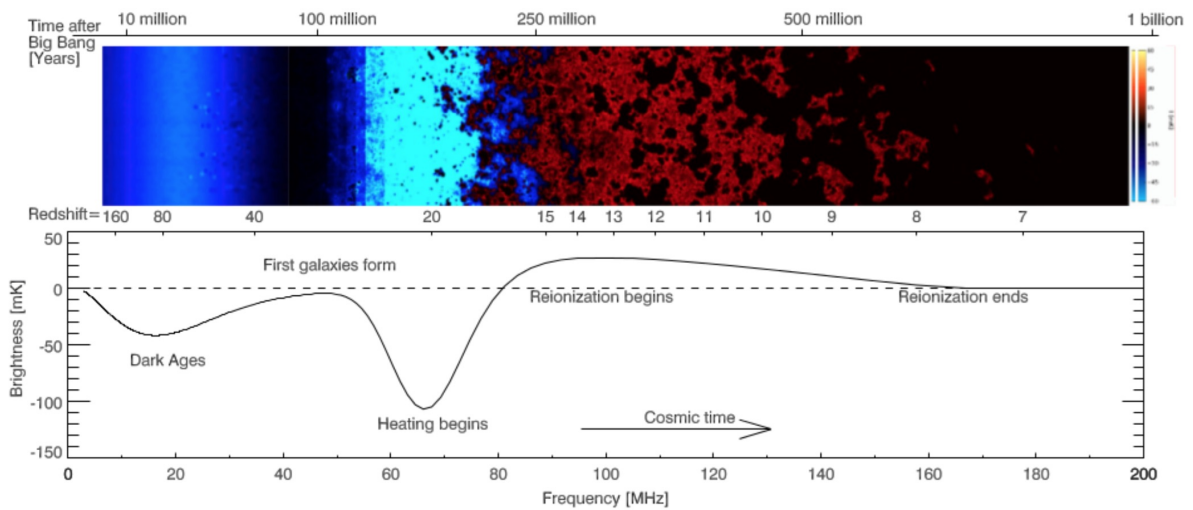 Time after
Big Bang
[Years]
10 million 100 million 250 million 500 million 1 billion
Redshift= 160 80 40 20 15 14 13 12 11 10 9 8 7
50
0
-50
-100
-150
Brightness [mK]
First galaxies form
Reionization begins
Reionization ends
Dark Ages
Heating begins
Cosmic time
0 20 40 60 80 100 120 140 160 180 200
Frequency [MHz]